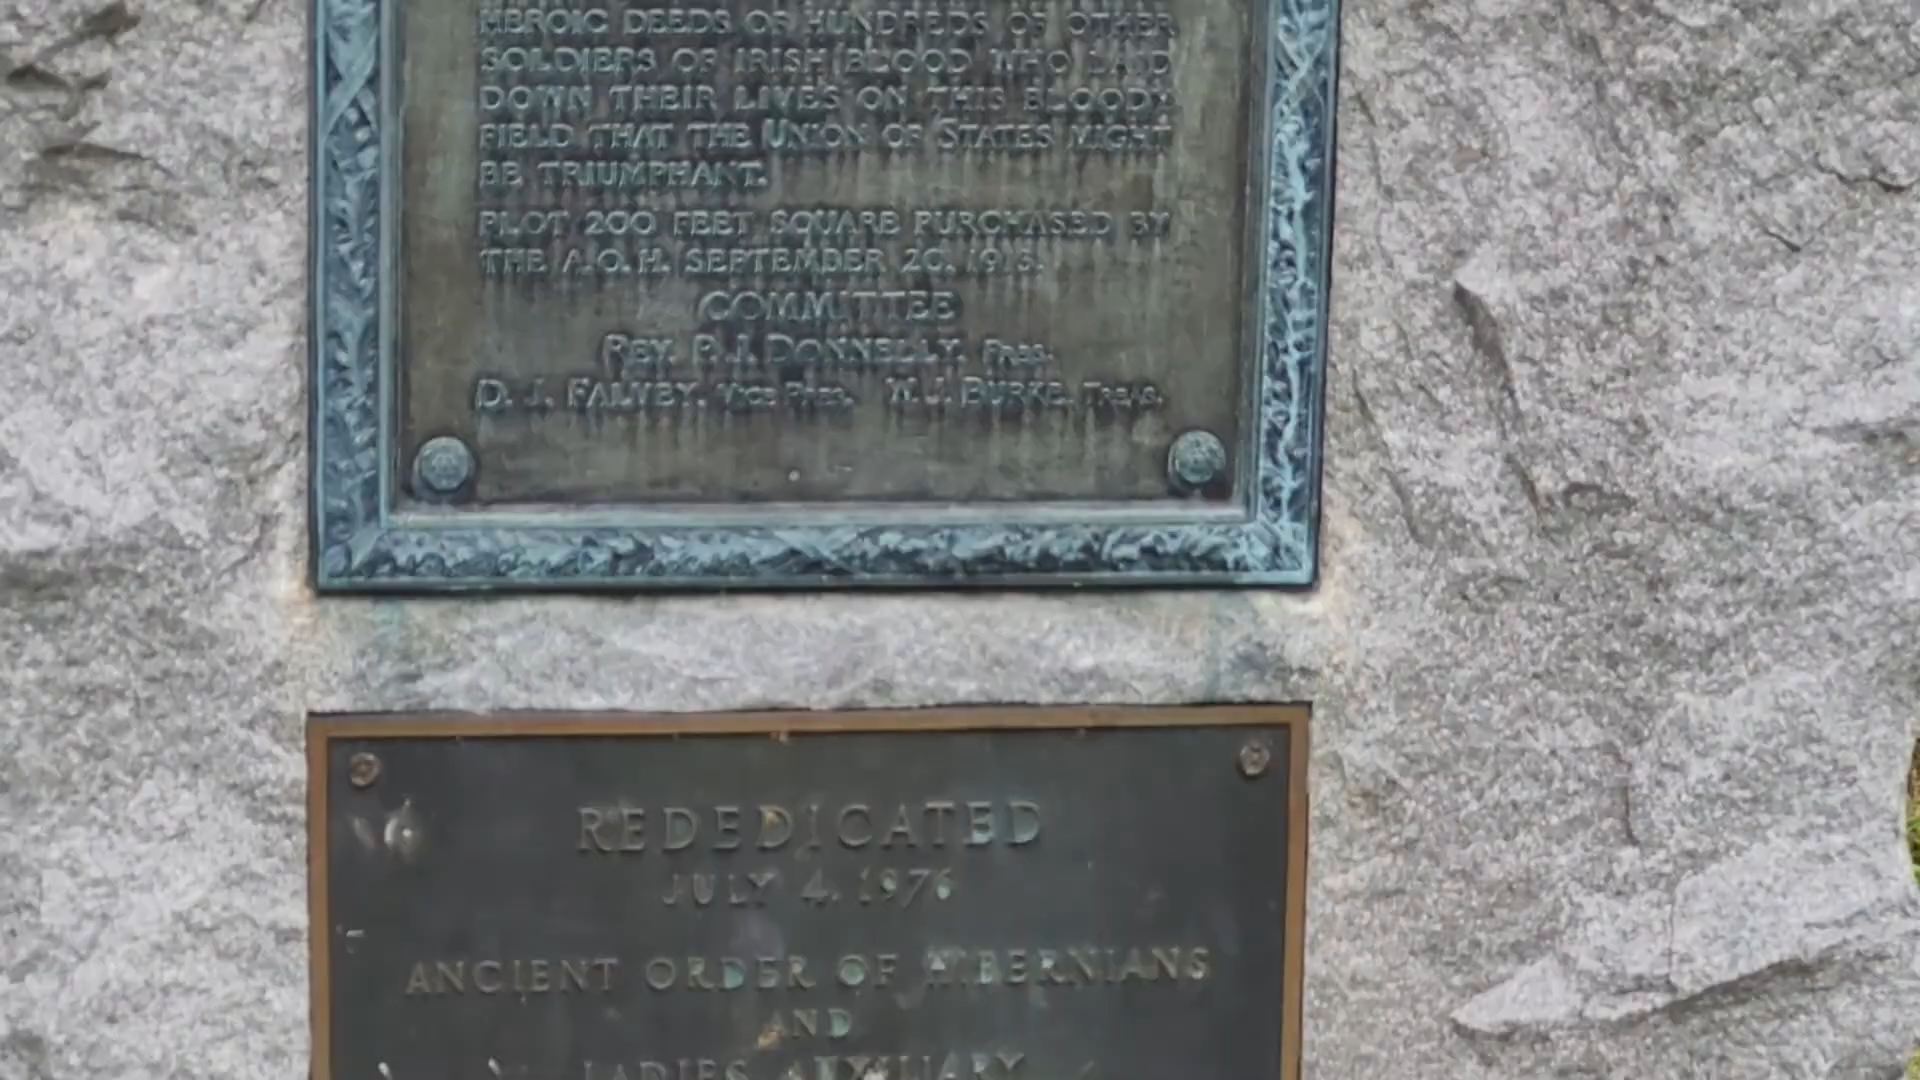 HEROIC DEEDS OF HUNDREDS OF OTHER
SOLDIERS OF IRISH BLOOD WHO LAID
DOWN THEIR LIVES ON THIS BLOODY
FIELD THAT THE UNION OF STATES MIGHT
BE TRIUMPHANT.
PLOT 200 FEET SQUARE PURCHASED BY
THE A.O.H. SEPTEMBER 20, 1913.
COMMITTEE
REV. P. J. DONNELLY, PRES.
D. J. FALVEY, VICE PRES. W. J. BURKE, TREAS.
REDEDICATED
JULY 4, 1976
ANCIENT ORDER OF HIBERNIANS
AND
LADIES AUXILIARY